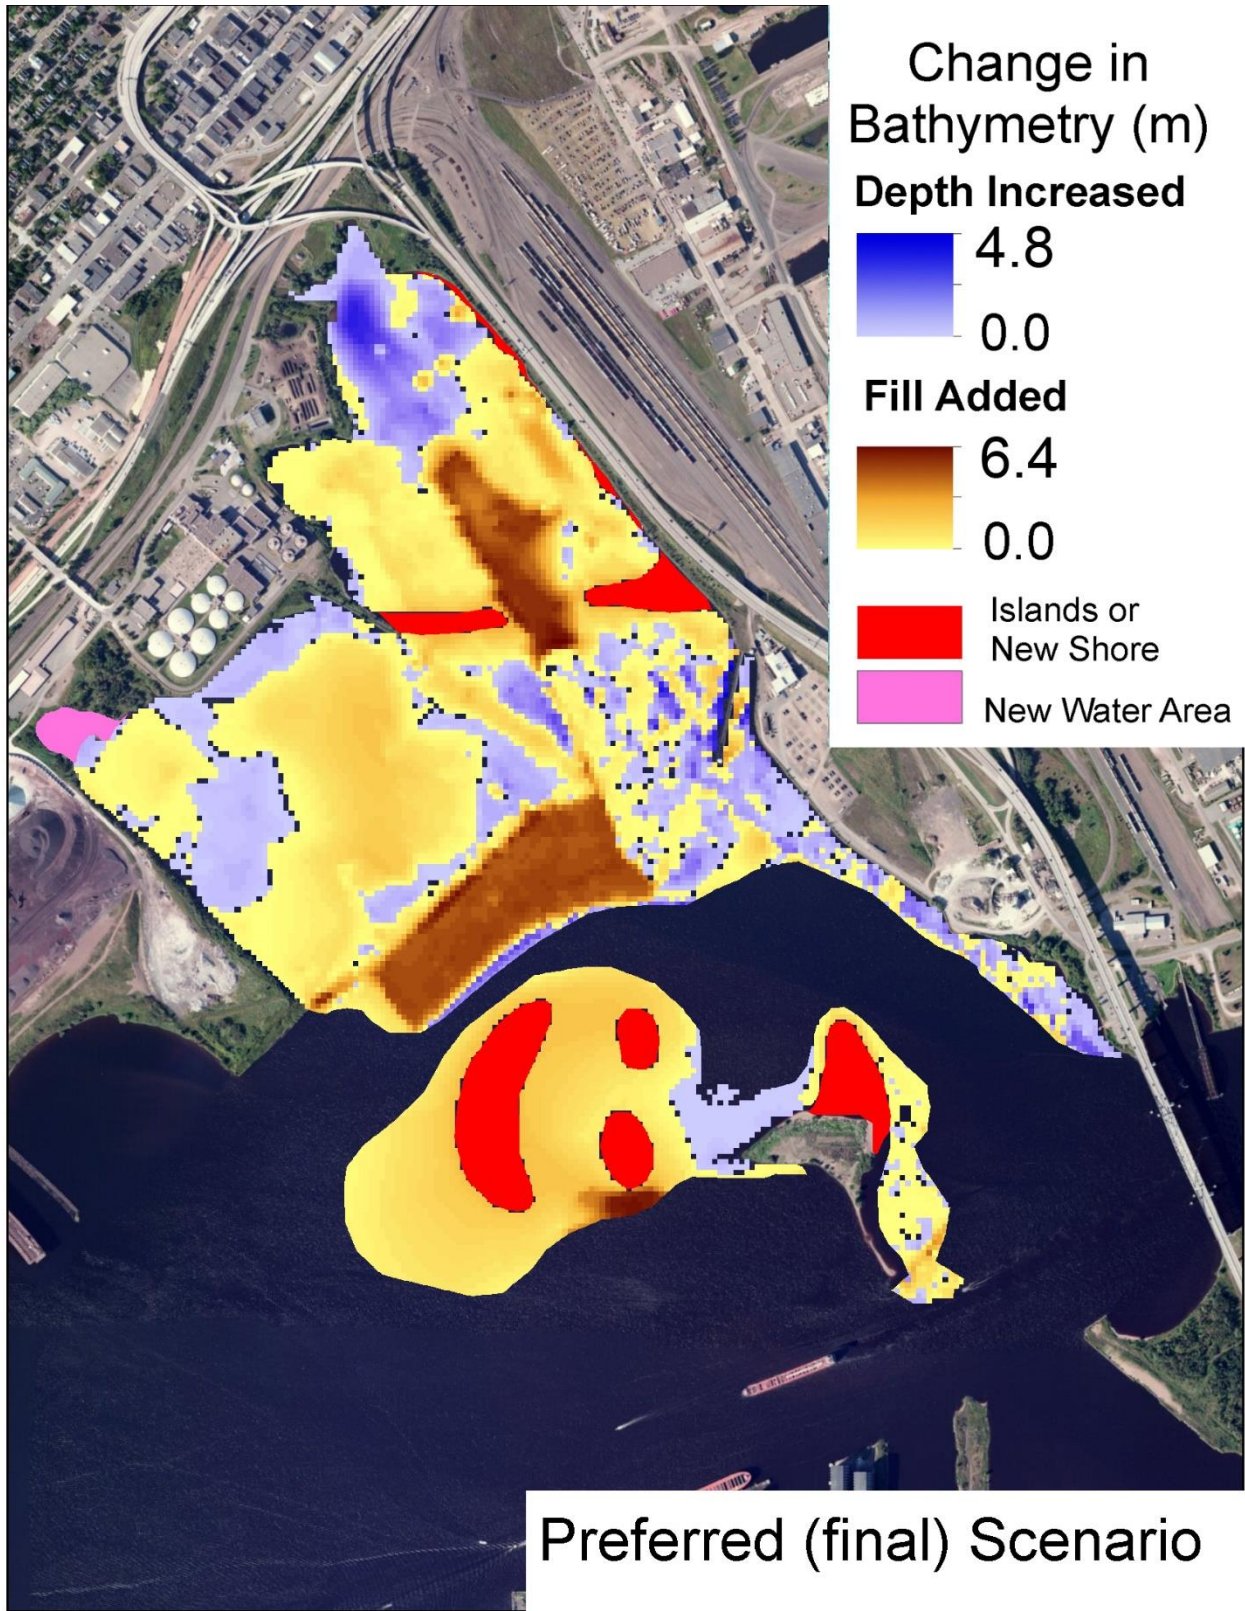 Change in
Bathymetry (m)
Depth Increased
4.8
0.0
Fill Added
6.4
0.0
Islands or
New Shore
New Water Area
Preferred (final) Scenario